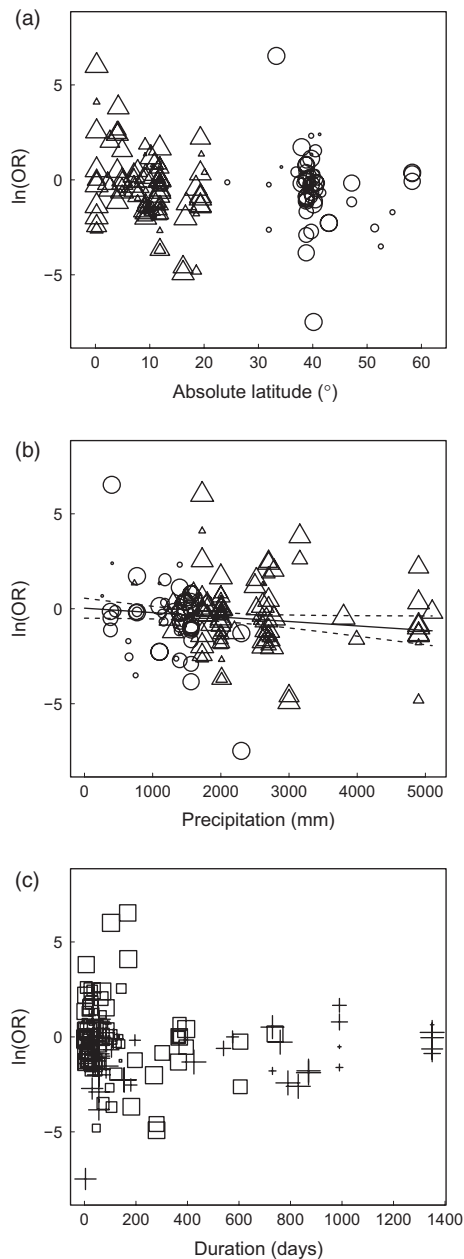 (a)
5
0
−5
ln(OR)
0 10 20 30 40 50 60
Absolute latitude (°)
(b)
5
0
−5
ln(OR)
0 1000 2000 3000 4000 5000
Precipitation (mm)
(c)
5
0
−5
ln(OR)
0 200 400 600 800 1000 1200 1400
Duration (days)